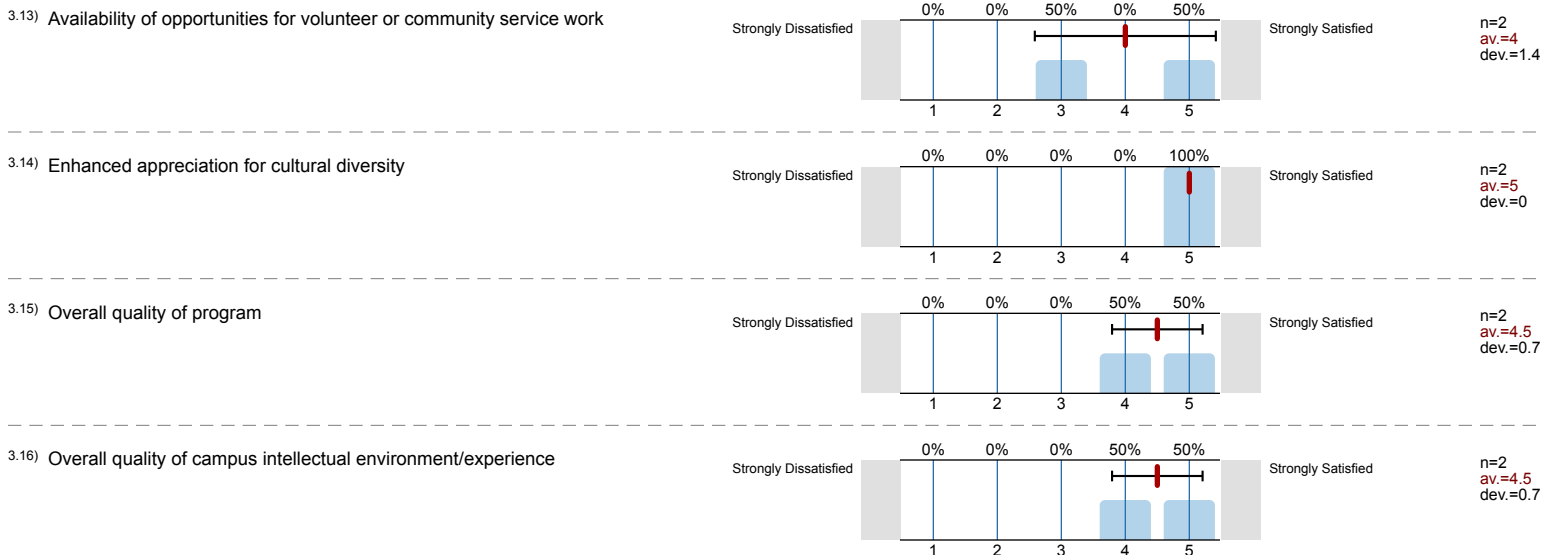 3.13) Availability of opportunities for volunteer or community service work
0% 0% 50% 0% 50%
Strongly Dissatisfied Strongly Satisfied
n=2
av.=4
dev.=1.4
1 2 3 4 5
3.14) Enhanced appreciation for cultural diversity
0% 0% 0% 0% 100%
Strongly Dissatisfied Strongly Satisfied
n=2
av.=5
dev.=0
1 2 3 4 5
3.15) Overall quality of program
0% 0% 0% 50% 50%
Strongly Dissatisfied Strongly Satisfied
n=2
av.=4.5
dev.=0.7
1 2 3 4 5
3.16) Overall quality of campus intellectual environment/experience
0% 0% 0% 50% 50%
Strongly Dissatisfied Strongly Satisfied
n=2
av.=4.5
dev.=0.7
1 2 3 4 5